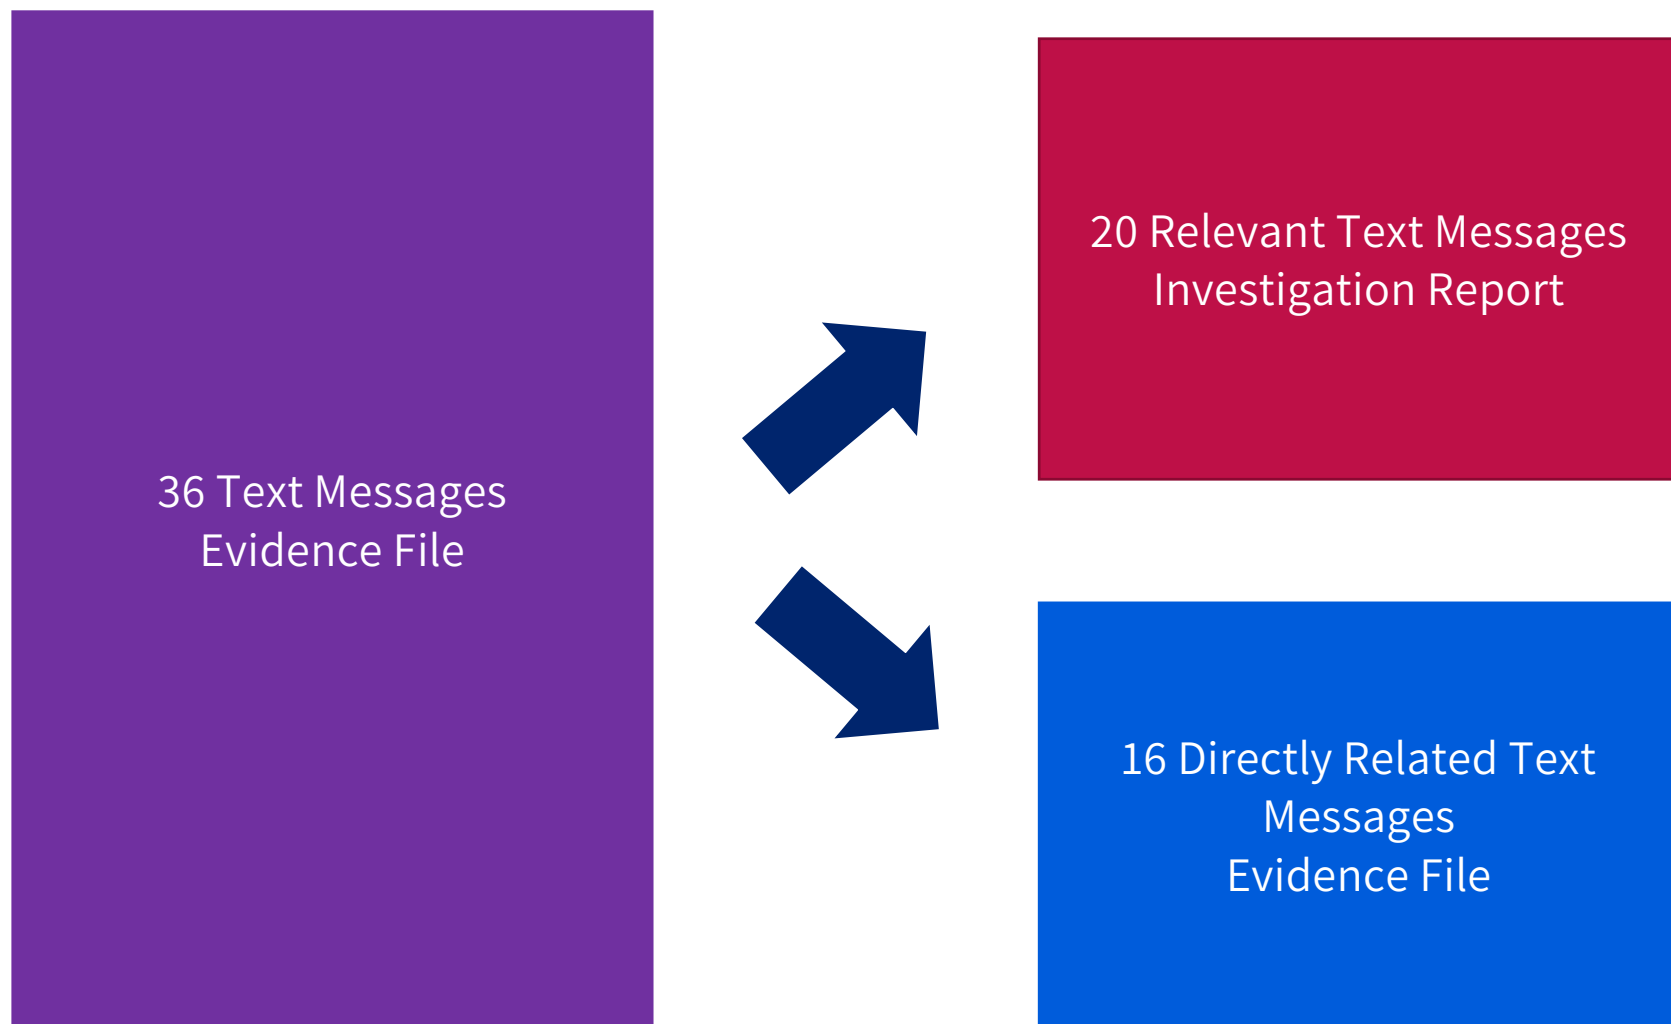 36 Text Messages
Evidence File
20 Relevant Text Messages
Investigation Report
16 Directly Related Text
Messages
Evidence File